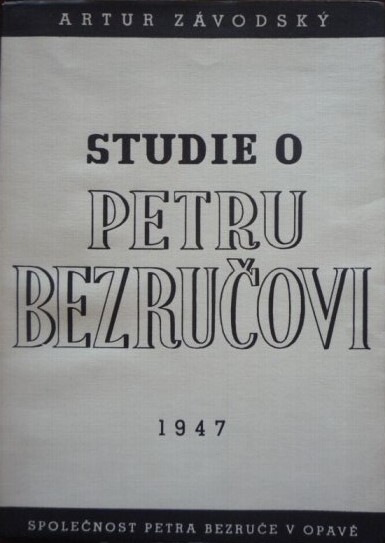 ARTUR ZÁVODSKÝ
STUDIE O
PETRU
BEZRUČOVI
1947
SPOLEČNOST PETRA BEZRUČE V OPAVĚ